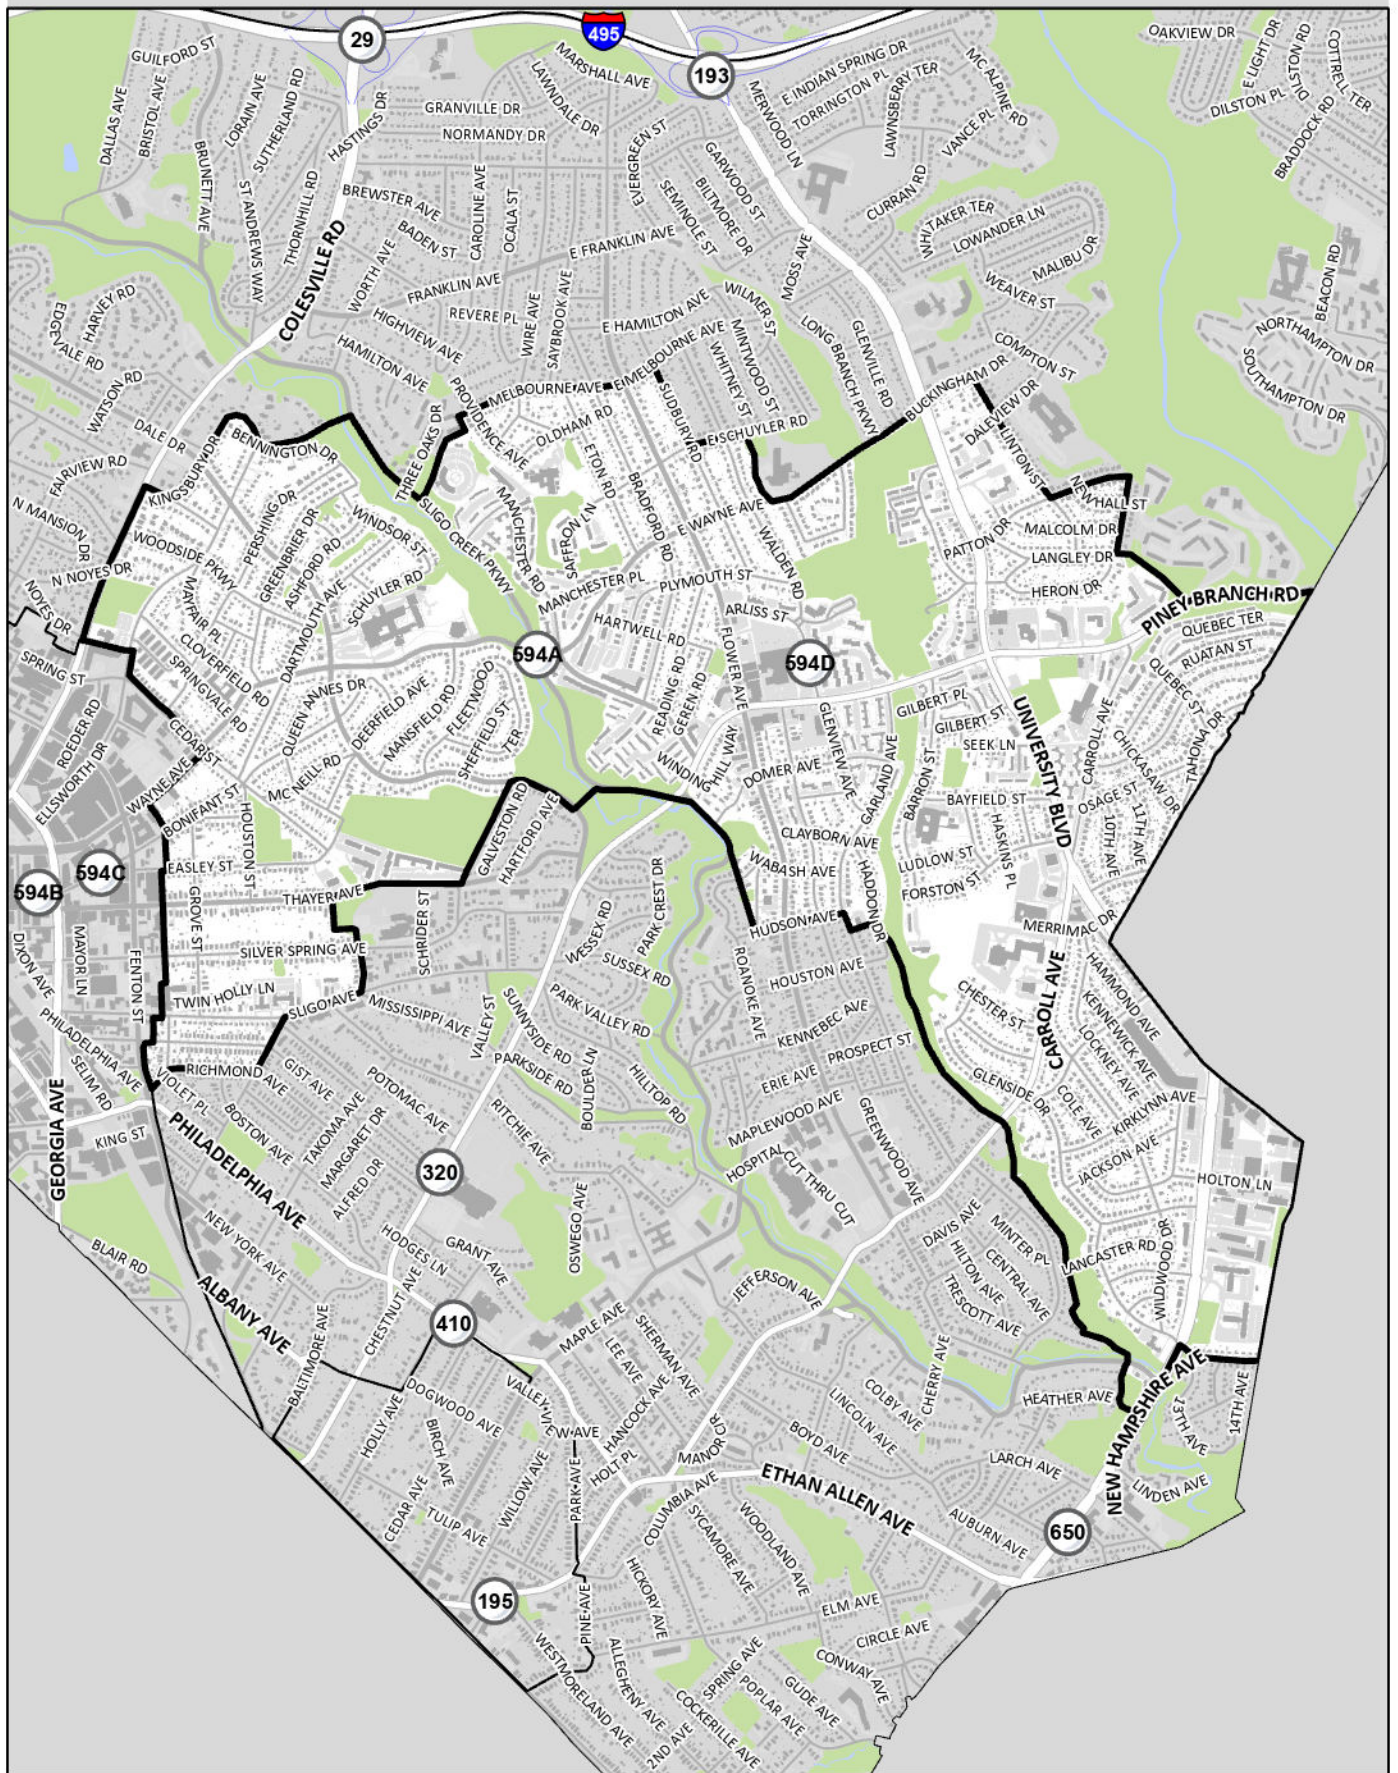 29
495
193
GUILFORD ST
DALLAS AVE
BRISTOL AVE
BRUNETT AVE
LORAIN AVE
SUTHERLAND RD
HASTINGS DR
GRANVILLE DR
NORMANDY DR
LAWNDALE DR
MARSHALL AVE
EVERGREEN ST
GARWOOD ST
BILTMORE DR
SEMINOLE ST
MERWOOD LN
E INDIAN SPRING DR
TORRINGTON PL
LAWNSBERRY TER
MC ALPINE RD
VANCE PL
OAKVIEW DR
E LIGHT DR
DILSTON RD
COTTRELL TER
DILSTON PL
BRADDOCK RD
ST ANDREWS WAY
THORNHILL RD
BREWSTER AVE
BADEN ST
WORTH AVE
CAROLINE AVE
OCALA ST
E FRANKLIN AVE
FRANKLIN AVE
COLESVILLE RD
CURRAN RD
WHITAKER TER
LOWANDER LN
MALIBU DR
WEAVER ST
MOSS AVE
BEACON RD
NORTHAMPTON DR
SOUTHAMPTON DR
EDGEVALE RD
HARVEY RD
WATSON RD
DALE DR
FAIRVIEW RD
N MANSION DR
N NOYES DR
NOYES DR
SPRING ST
HIGHVIEW AVE
HAMILTON AVE
REVERE PL
WIRE AVE
SAYBROOK AVE
E HAMILTON AVE
WILMER ST
MINTWOOD ST
WHITNEY ST
LONG BRANCH PKWY
GLENVILLE RD
COMPTON ST
BUCKINGHAM DR
DALEVIEW DR
LINTON ST
NEW HALL ST
MALCOLM DR
LANGLEY DR
HERON DR
PATTON DR
PINEY BRANCH RD
QUEBEC TER
RUATAN ST
QUEBEC ST
TAHONA DR
MELBOURNE AVE
E MELBOURNE AVE
SUDBURY RD
E SCHUYLER RD
PROVIDENCE AVE
THREE OAKS DR
OLDHAM RD
ETON RD
BRADFORD RD
E WAYNE AVE
WALDEN RD
KINGSBURY DR
BENNINGTON DR
PERSHING DR
GREENBRIER DR
WINDSOR ST
WOODSIDE PKWY
ASHFORD RD
MAYFAIR PL
SCHUYLER RD
DARTMOUTH AVE
CLOVERFIELD RD
SPRINGVALE RD
SLIGO CREEK PKWY
MANCHESTER RD
SAFFRON LN
MANCHESTER PL
PLYMOUTH ST
ARLISS ST
HARTWELL RD
594A
594D
FLOWER AVE
READING RD
GEREN RD
WINDING HILL WAY
GILBERT PL
GILBERT ST
SEEK LN
GLENVIEW AVE
DOMER AVE
GARLAND AVE
BARRON ST
BAYFIELD ST
HASKINS PL
UNIVERSITY BLVD
CARROLL AVE
CHICKASAW DR
OSAGE ST
11TH AVE
10TH AVE
QUEEN ANNES DR
DEERFIELD AVE
MANSFIELD RD
FLEETWOOD TER
SHEFFIELD ST
ROEDER RD
ELLSWORTH DR
CEDAR ST
WAYNE AVE
BONIFANT ST
MC NEILL RD
HOUSTON ST
EASLEY ST
GROVE ST
THAYER AVE
GALVESTON RD
HARTFORD AVE
594C
594B
DIXON AVE
MAYOR LN
FENTON ST
SILVER SPRING AVE
TWIN HOLLY LN
SLIGO AVE
SCHRIDER ST
CLAYBORN AVE
WABASH AVE
HADDON DR
HUDSON AVE
LUDLOW ST
FORSTON ST
MERRIMAC DR
WESSEX RD
PARK CREST DR
SUSSEX RD
ROANOKE AVE
HOUSTON AVE
KENNEBEC AVE
PROSPECT ST
ERIE AVE
MAPLEWOOD AVE
CHESTER ST
CARROLL AVE
HAMMOND AVE
KENNEWICK AVE
LOCKNEY AVE
COLE AVE
KIRKLYNN AVE
JACKSON AVE
GLENSIDE DR
HOLTON LN
PHILADELPHIA AVE
SELIM RD
GEORGIA AVE
KING ST
RICHMOND AVE
VIOLET PL
GIST AVE
BOSTON AVE
TAKOMA AVE
MARGARET DR
ALFRED DR
POTOMAC AVE
MISSISSIPPI AVE
VALLEY ST
SUNNYSIDE RD
PARK VALLEY RD
PARKSIDE RD
BOULDER LN
HILLTOP RD
RITCHIE AVE
320
PHILADELPHIA AVE
NEW YORK AVE
BLAIR RD
ALBANY AVE
HODGES LN
GRANT AVE
OSWEGO AVE
HOSPITAL CUT THRU CUT
GREENWOOD AVE
DAVIS AVE
HILTON AVE
MINTER PL
CENTRAL AVE
TRESCOTT AVE
LANCASTER RD
WILDWOOD DR
JEFFERSON AVE
410
CHESTNUT AVE
BALTIMORE AVE
MAPLE AVE
LEE AVE
SHERMAN AVE
HANCOCK AVE
VALLEY VIEW AVE
DOGWOOD AVE
HOLLY AVE
BIRCH AVE
CEDAR AVE
TULIP AVE
WILLOW AVE
PARK AVE
HOLT PL
MANOR CIR
COLUMBIA AVE
BOYD AVE
LINCOLN AVE
COLBY AVE
CHERRY AVE
HEATHER AVE
NEW HAMPSHIRE AVE
13TH AVE
14TH AVE
LARCH AVE
LINDEN AVE
ETHAN ALLEN AVE
AUBURN AVE
650
195
SYCAMORE AVE
WOODLAND AVE
HICKORY AVE
ELM AVE
CIRCLE AVE
CONWAY AVE
PINE AVE
WESTMORELAND AVE
ALLEGHENY AVE
2ND AVE
SPRING AVE
POPLAR AVE
GUDE AVE
COCKERILLE AVE